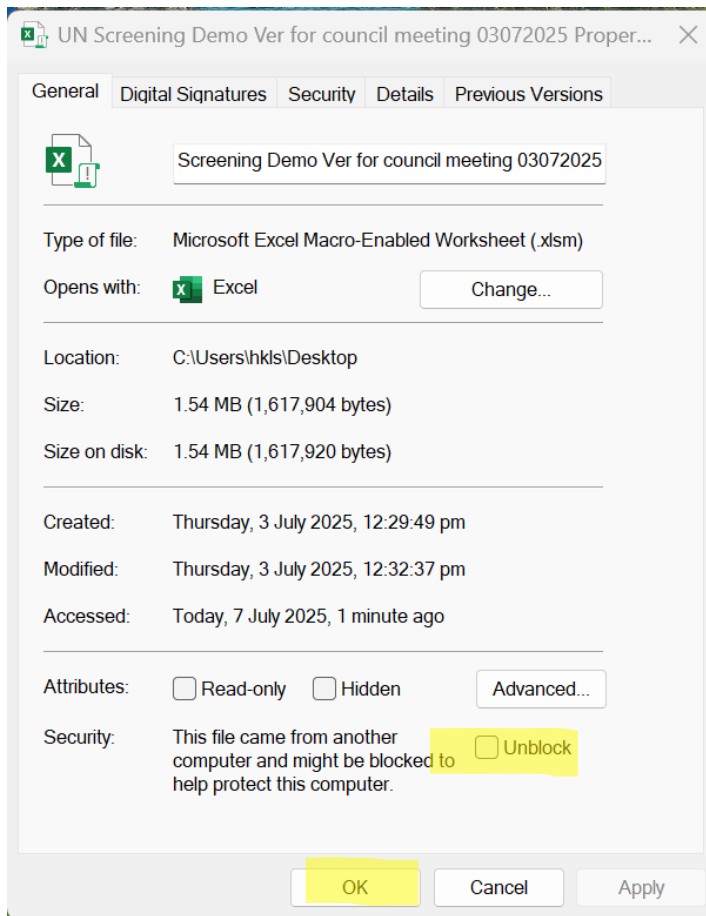 UN Screening Demo Ver for council meeting 03072025 Proper...
General Digital Signatures Security Details Previous Versions
Screening Demo Ver for council meeting 03072025
Type of file: Microsoft Excel Macro-Enabled Worksheet (.xlsm)
Opens with: Excel Change...
Location: C:\Users\hkls\Desktop
Size: 1.54 MB (1,617,904 bytes)
Size on disk: 1.54 MB (1,617,920 bytes)
Created: Thursday, 3 July 2025, 12:29:49 pm
Modified: Thursday, 3 July 2025, 12:32:37 pm
Accessed: Today, 7 July 2025, 1 minute ago
Attributes: Read-only Hidden Advanced...
Security: This file came from another
computer and might be blocked to
help protect this computer.
Unblock
OK Cancel Apply